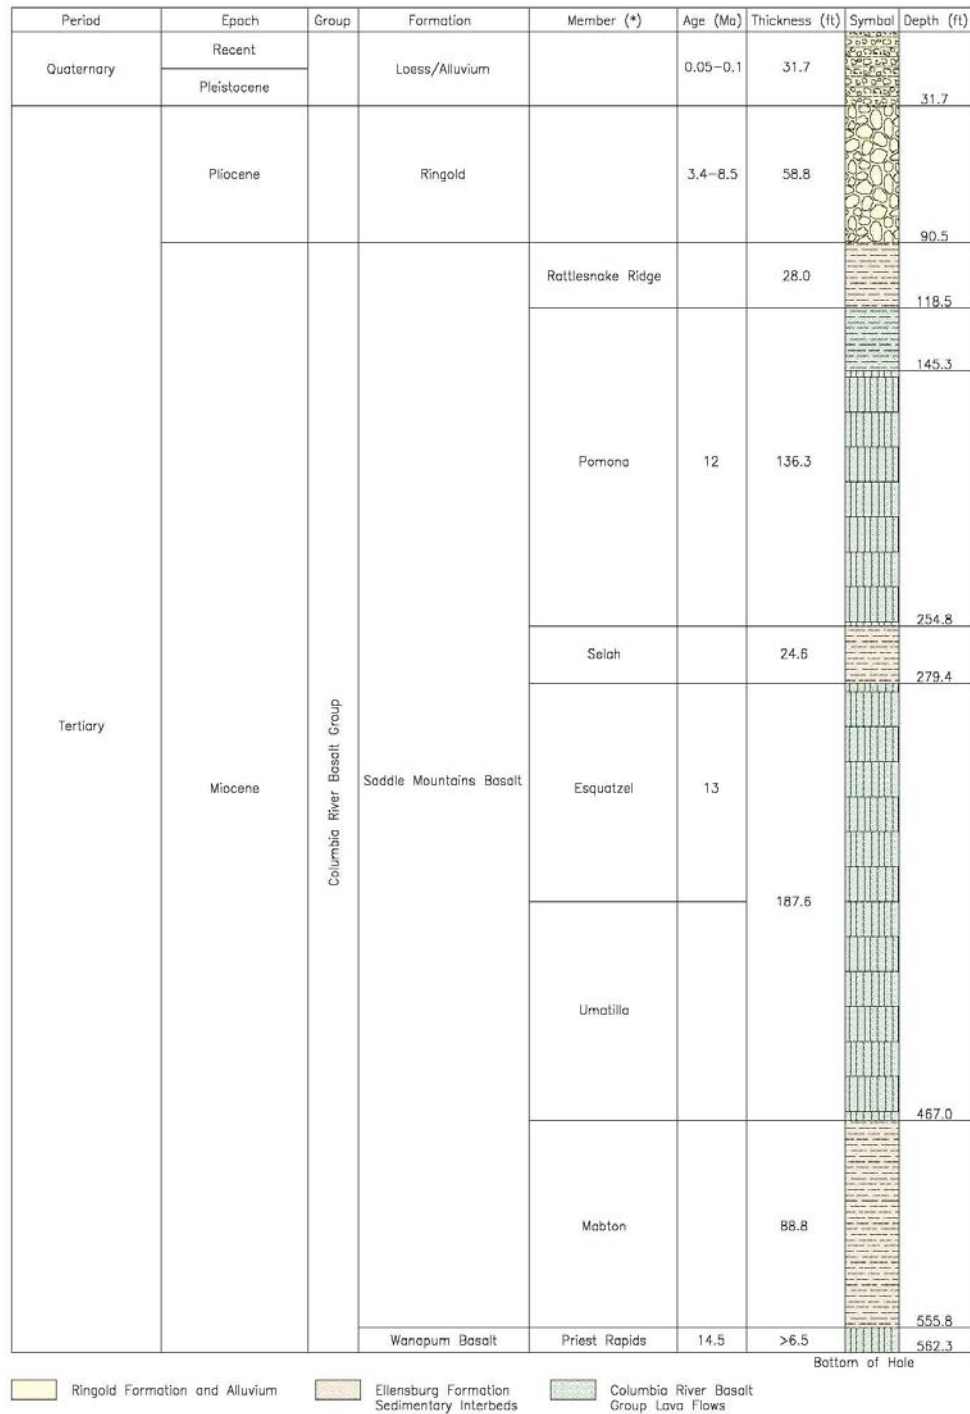 Period Epoch Group Formation Member (*) Age (Ma) Thickness (ft) Symbol Depth (ft)
Quaternary
Recent
Pleistocene
Loess/Alluvium
0.05-0.1
31.7
31.7
Tertiary
Pliocene
Ringold
3.4-8.5
58.8
90.5
Miocene
Columbia River Basalt Group
Saddle Mountains Basalt
Rattlesnake Ridge
28.0
118.5
145.3
Pomona
12
136.3
254.8
Selah
24.6
279.4
Esquatzel
13
187.6
Umatilla
467.0
Mabton
88.8
555.8
Wanapum Basalt
Priest Rapids
14.5
>6.5
562.3
Bottom of Hole
Ringold Formation and Alluvium
Ellensburg Formation
Sedimentary Interbeds
Columbia River Basalt
Group Lava Flows